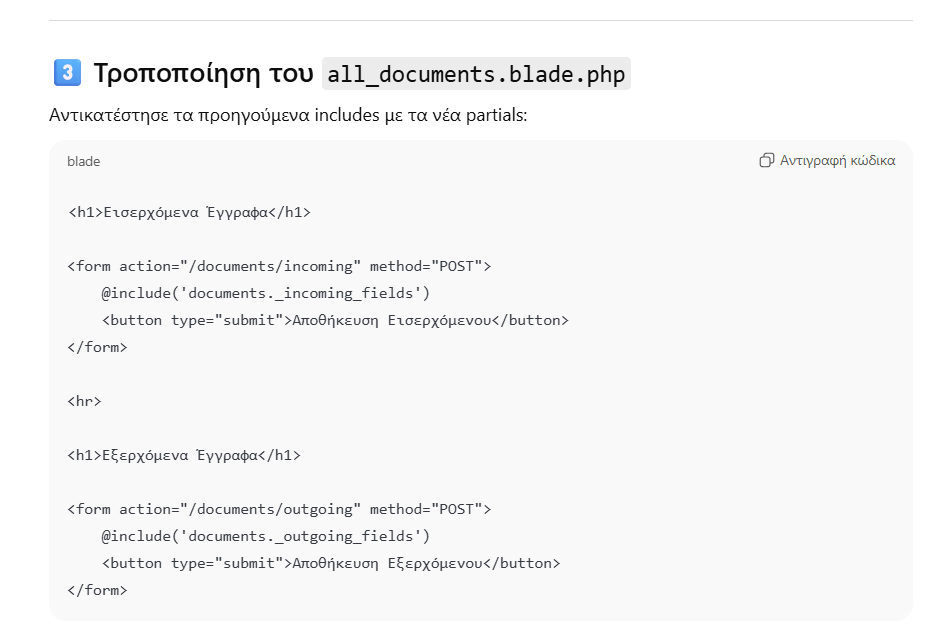 3 Τροποποίηση του all_documents.blade.php
Αντικατέστησε τα προηγούμενα includes με τα νέα partials:
blade
Αντιγραφή κώδικα
<h1>Εισερχόμενα Έγγραφα</h1>
<form action="/documents/incoming" method="POST">
    @include('documents._incoming_fields')
    <button type="submit">Αποθήκευση Εισερχόμενου</button>
</form>
<hr>
<h1>Εξερχόμενα Έγγραφα</h1>
<form action="/documents/outgoing" method="POST">
    @include('documents._outgoing_fields')
    <button type="submit">Αποθήκευση Εξερχόμενου</button>
</form>